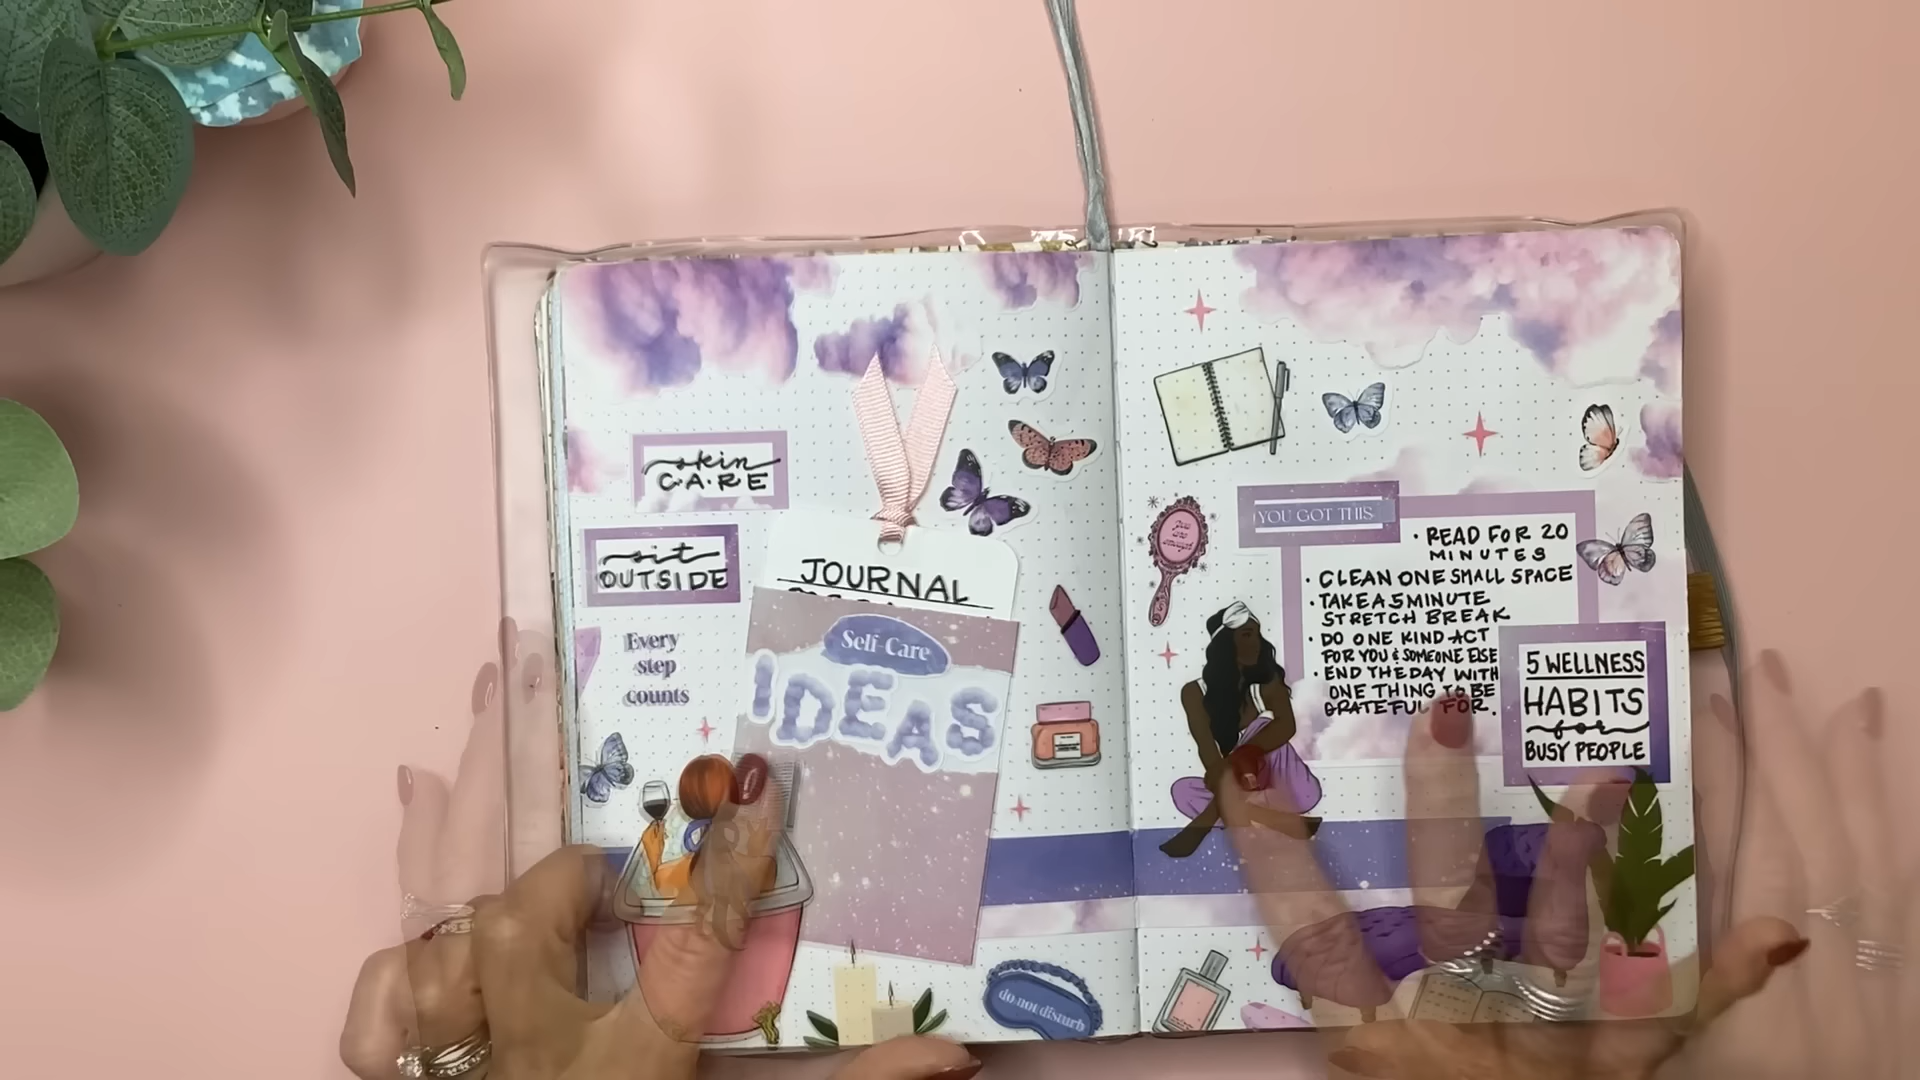 skin
C.A.R.E
sit
OUTSIDE
Every
step
counts
JOURNAL
Self-Care
IDEAS
do not disturb
YOU GOT THIS
• READ FOR 20
MINUTES
• CLEAN ONE SMALL SPACE
• TAKE A 5 MINUTE
STRETCH BREAK
• DO ONE KIND ACT
FOR YOU & SOMEONE ELSE
• END THE DAY WITH
ONE THING TO BE
GRATEFUL FOR.
5 WELLNESS
HABITS
for
BUSY PEOPLE